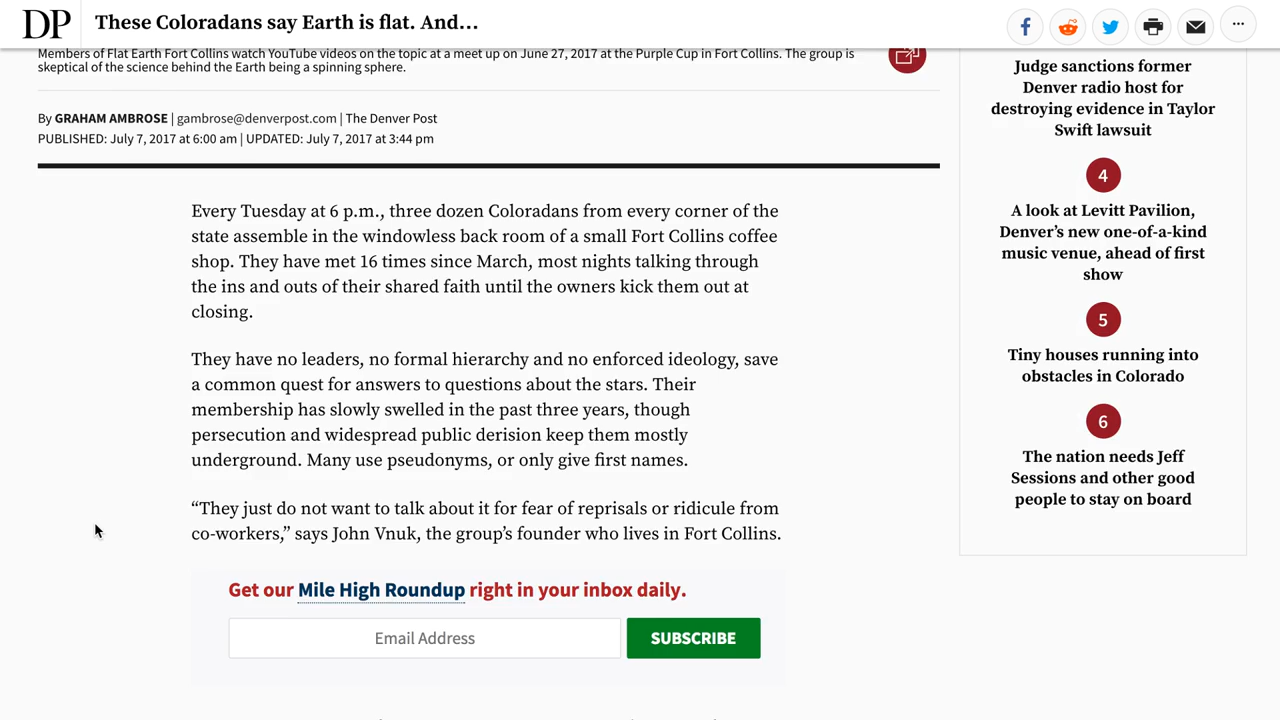 DP These Coloradans say Earth is flat. And...
Members of Flat Earth Fort Collins watch YouTube videos on the topic at a meet up on June 27, 2017 at the Purple Cup in Fort Collins. The group is
skeptical of the science behind the Earth being a spinning sphere.
By GRAHAM AMBROSE | gambrose@denverpost.com | The Denver Post
PUBLISHED: July 7, 2017 at 6:00 am | UPDATED: July 7, 2017 at 3:44 pm
Every Tuesday at 6 p.m., three dozen Coloradans from every corner of the
state assemble in the windowless back room of a small Fort Collins coffee
shop. They have met 16 times since March, most nights talking through
the ins and outs of their shared faith until the owners kick them out at
closing.
They have no leaders, no formal hierarchy and no enforced ideology, save
a common quest for answers to questions about the stars. Their
membership has slowly swelled in the past three years, though
persecution and widespread public derision keep them mostly
underground. Many use pseudonyms, or only give first names.
“They just do not want to talk about it for fear of reprisals or ridicule from
co-workers,” says John Vnuk, the group’s founder who lives in Fort Collins.
Get our Mile High Roundup right in your inbox daily.
Email Address SUBSCRIBE
Judge sanctions former
Denver radio host for
destroying evidence in Taylor
Swift lawsuit
4
A look at Levitt Pavilion,
Denver’s new one-of-a-kind
music venue, ahead of first
show
5
Tiny houses running into
obstacles in Colorado
6
The nation needs Jeff
Sessions and other good
people to stay on board